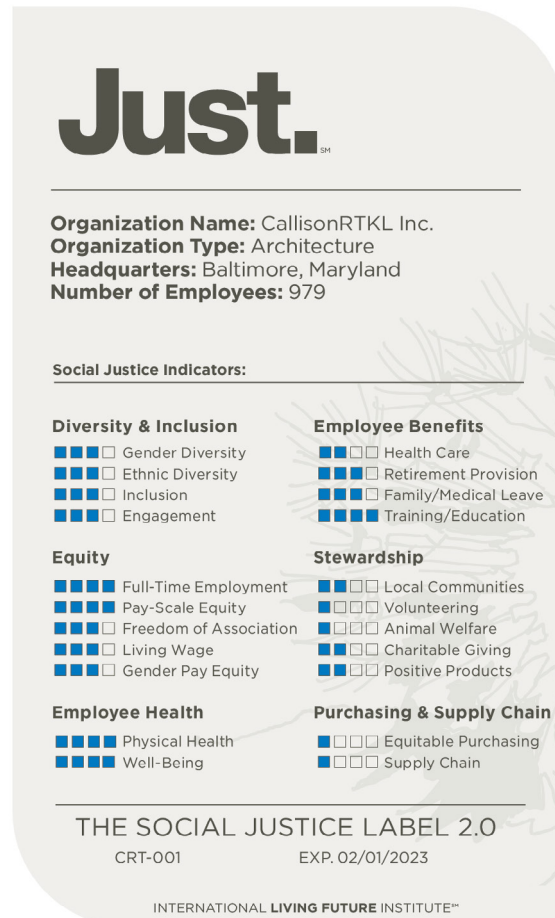 Just.
SM
Organization Name: CallisonRTKL Inc.
Organization Type: Architecture
Headquarters: Baltimore, Maryland
Number of Employees: 979
Social Justice Indicators:
Diversity & Inclusion
Gender Diversity
Ethnic Diversity
Inclusion
Engagement
Equity
Full-Time Employment
Pay-Scale Equity
Freedom of Association
Living Wage
Gender Pay Equity
Employee Health
Physical Health
Well-Being
Employee Benefits
Health Care
Retirement Provision
Family/Medical Leave
Training/Education
Stewardship
Local Communities
Volunteering
Animal Welfare
Charitable Giving
Positive Products
Purchasing & Supply Chain
Equitable Purchasing
Supply Chain
THE SOCIAL JUSTICE LABEL 2.0
CRT-001 EXP. 02/01/2023
INTERNATIONAL LIVING FUTURE INSTITUTE℠